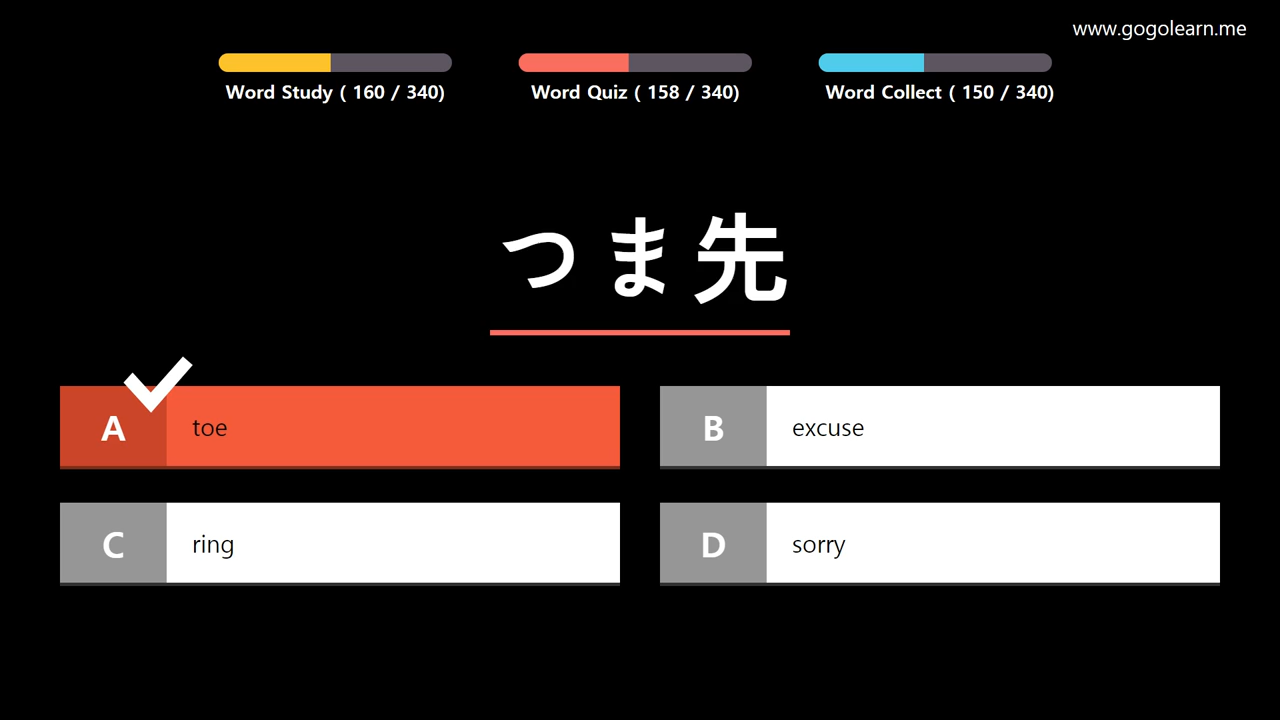 www.gogolearn.me
Word Study ( 160 / 340)
Word Quiz ( 158 / 340)
Word Collect ( 150 / 340)
つま先
A toe
B excuse
C ring
D sorry